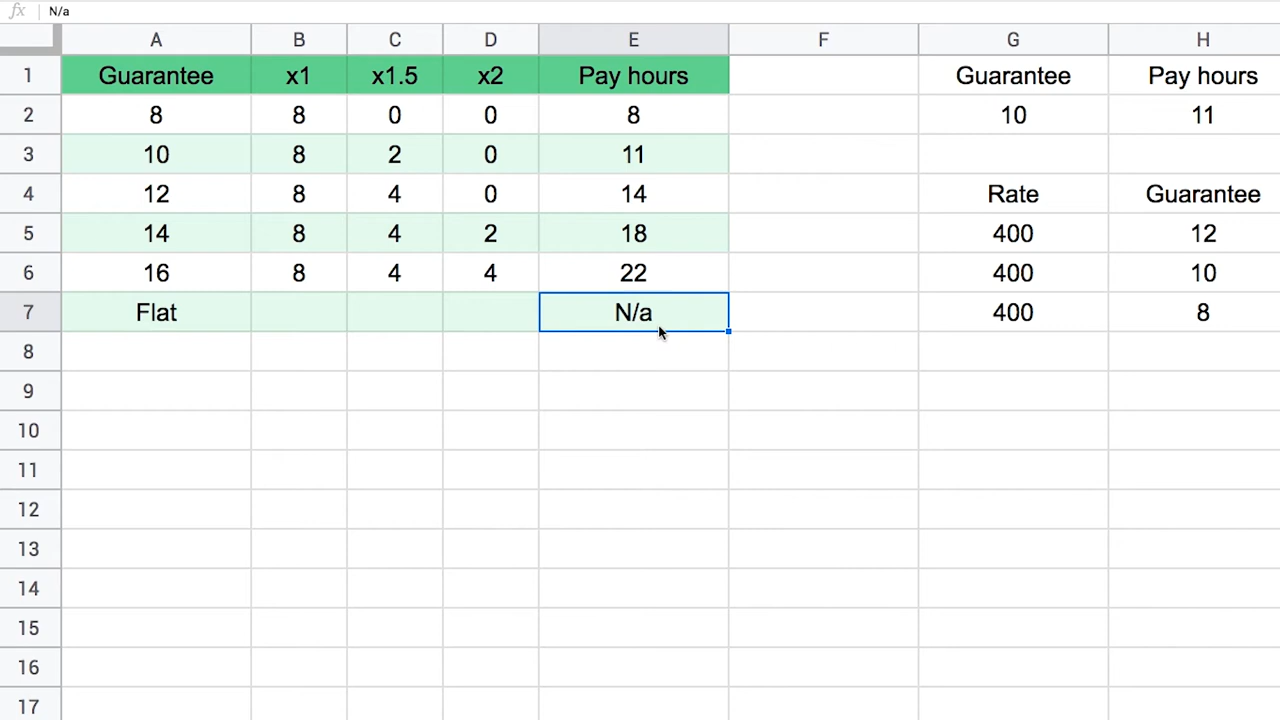 fx N/a
A B C D E F G H
1 Guarantee x1 x1.5 x2 Pay hours Guarantee Pay hours
2 8 8 0 0 8 10 11
3 10 8 2 0 11
4 12 8 4 0 14 Rate Guarantee
5 14 8 4 2 18 400 12
6 16 8 4 4 22 400 10
7 Flat N/a 400 8
8
9
10
11
12
13
14
15
16
17